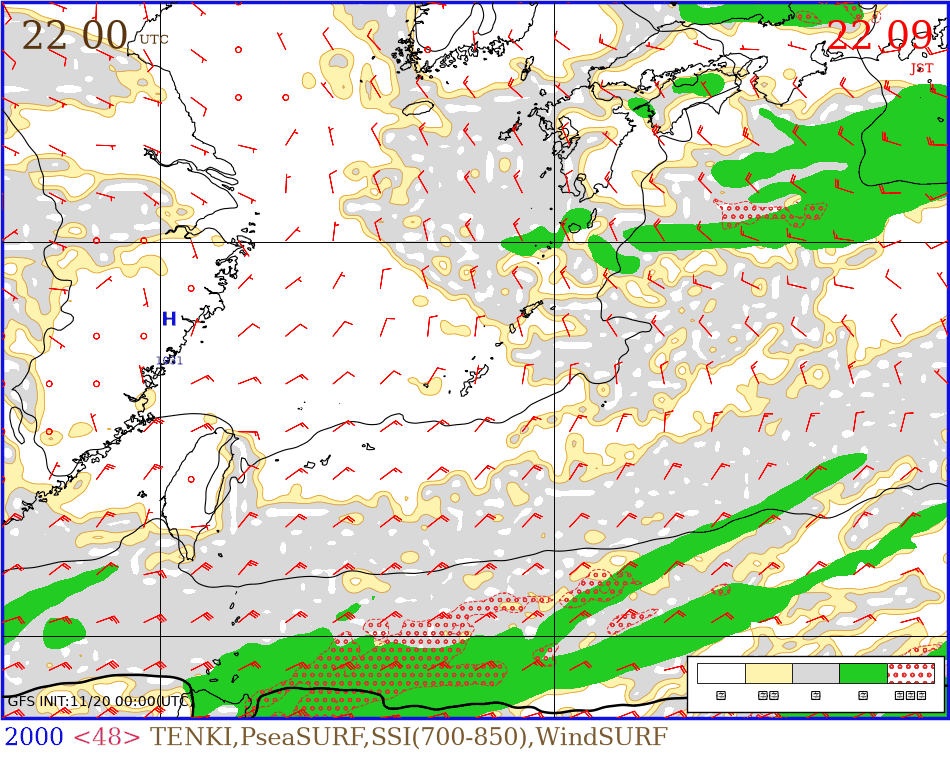 22 00 UTC
22 09
JST
H
GFS INIT:11/20 00:00(UTC)
2000 <48> TENKI,PseaSURF,SSI(700-850),WindSURF